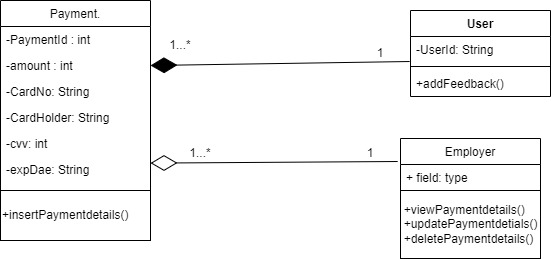 Payment.
-PaymentId : int
-amount : int
-CardNo: String
-CardHolder: String
-cvv: int
-expDae: String
+insertPaymentdetails()
1...*
1
User
-UserId: String
+addFeedback()
1...*
1
Employer
+ field: type
+viewPaymentdetails()
+updatePaymentdetials()
+deletePaymentdetails()